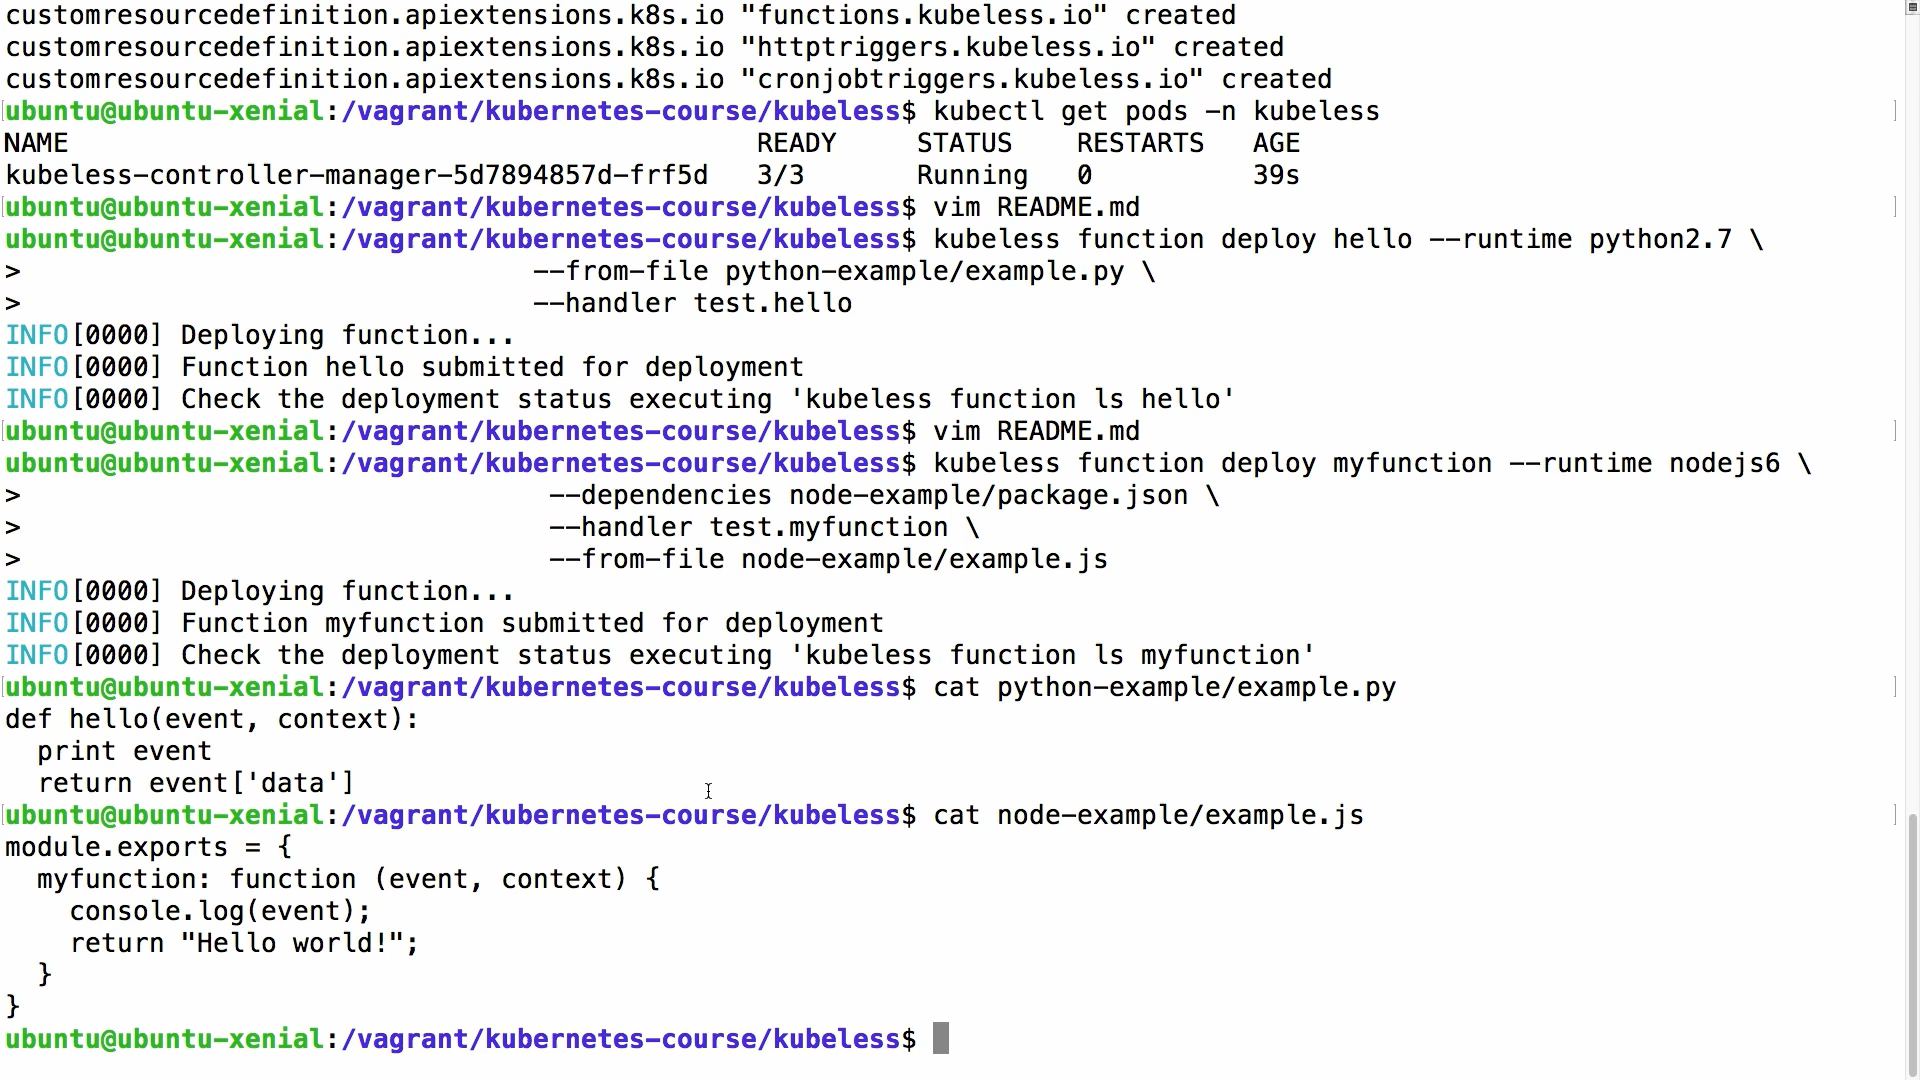 customresourcedefinition.apiextensions.k8s.io "functions.kubeless.io" created
customresourcedefinition.apiextensions.k8s.io "httptriggers.kubeless.io" created
customresourcedefinition.apiextensions.k8s.io "cronjobtriggers.kubeless.io" created
ubuntu@ubuntu-xenial:/vagrant/kubernetes-course/kubeless$ kubectl get pods -n kubeless
NAME                                           READY     STATUS    RESTARTS   AGE
kubeless-controller-manager-5d7894857d-frf5d   3/3       Running   0          39s
ubuntu@ubuntu-xenial:/vagrant/kubernetes-course/kubeless$ vim README.md
ubuntu@ubuntu-xenial:/vagrant/kubernetes-course/kubeless$ kubeless function deploy hello --runtime python2.7 \
>                                --from-file python-example/example.py \
>                                --handler test.hello
INFO[0000] Deploying function...
INFO[0000] Function hello submitted for deployment
INFO[0000] Check the deployment status executing 'kubeless function ls hello'
ubuntu@ubuntu-xenial:/vagrant/kubernetes-course/kubeless$ vim README.md
ubuntu@ubuntu-xenial:/vagrant/kubernetes-course/kubeless$ kubeless function deploy myfunction --runtime nodejs6 \
>                                 --dependencies node-example/package.json \
>                                 --handler test.myfunction \
>                                 --from-file node-example/example.js
INFO[0000] Deploying function...
INFO[0000] Function myfunction submitted for deployment
INFO[0000] Check the deployment status executing 'kubeless function ls myfunction'
ubuntu@ubuntu-xenial:/vagrant/kubernetes-course/kubeless$ cat python-example/example.py
def hello(event, context):
  print event
  return event['data']
ubuntu@ubuntu-xenial:/vagrant/kubernetes-course/kubeless$ cat node-example/example.js
module.exports = {
  myfunction: function (event, context) {
    console.log(event);
    return "Hello world!";
  }
}
ubuntu@ubuntu-xenial:/vagrant/kubernetes-course/kubeless$